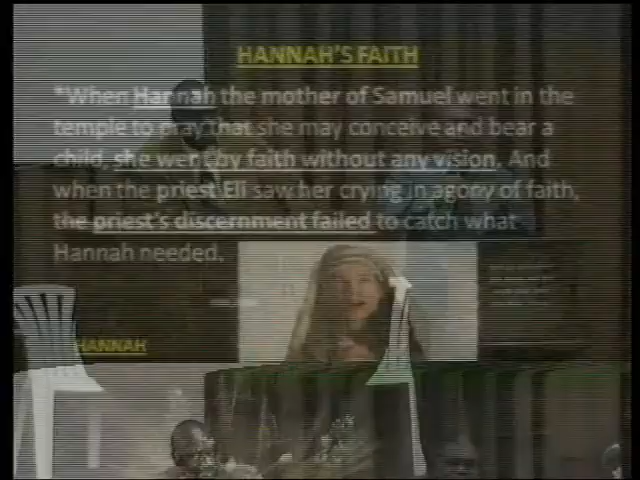 HANNAH'S FAITH
*When Hannah the mother of Samuel went in the
temple to pray that she may conceive and bear a
child, she went by faith without any vision. And
when the priest Eli saw her crying in agony of faith,
the priest's discernment failed to catch what
Hannah needed.
HANNAH